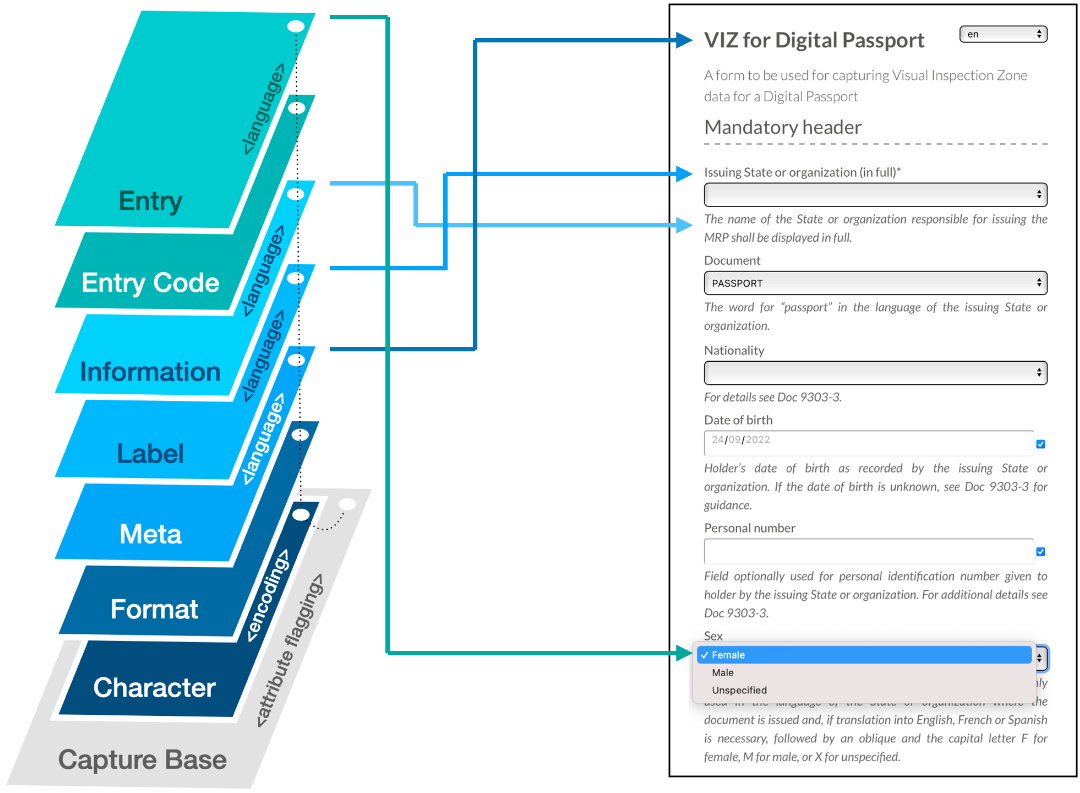 Entry
<language>
Entry Code
Information
<language>
Label
<language>
Meta
<language>
Format
Character
<encoding>
Capture Base
<attribute flagging>
VIZ for Digital Passport
en
A form to be used for capturing Visual Inspection Zone
data for a Digital Passport
Mandatory header
Issuing State or organization (in full)*
The name of the State or organization responsible for issuing the
MRP shall be displayed in full.
Document
PASSPORT
The word for “passport” in the language of the issuing State or
organization.
Nationality
For details see Doc 9303-3.
Date of birth
24/09/2022
Holder's date of birth as recorded by the issuing State or
organization. If the date of birth is unknown, see Doc 9303-3 for
guidance.
Personal number
Field optionally used for personal identification number given to
holder by the issuing State or organization. For additional details see
Doc 9303-3.
Sex
✓ Female
Male
Unspecified
used in the language of the State or organization where the
document is issued and, if translation into English, French or Spanish
is necessary, followed by an oblique and the capital letter F for
female, M for male, or X for unspecified.